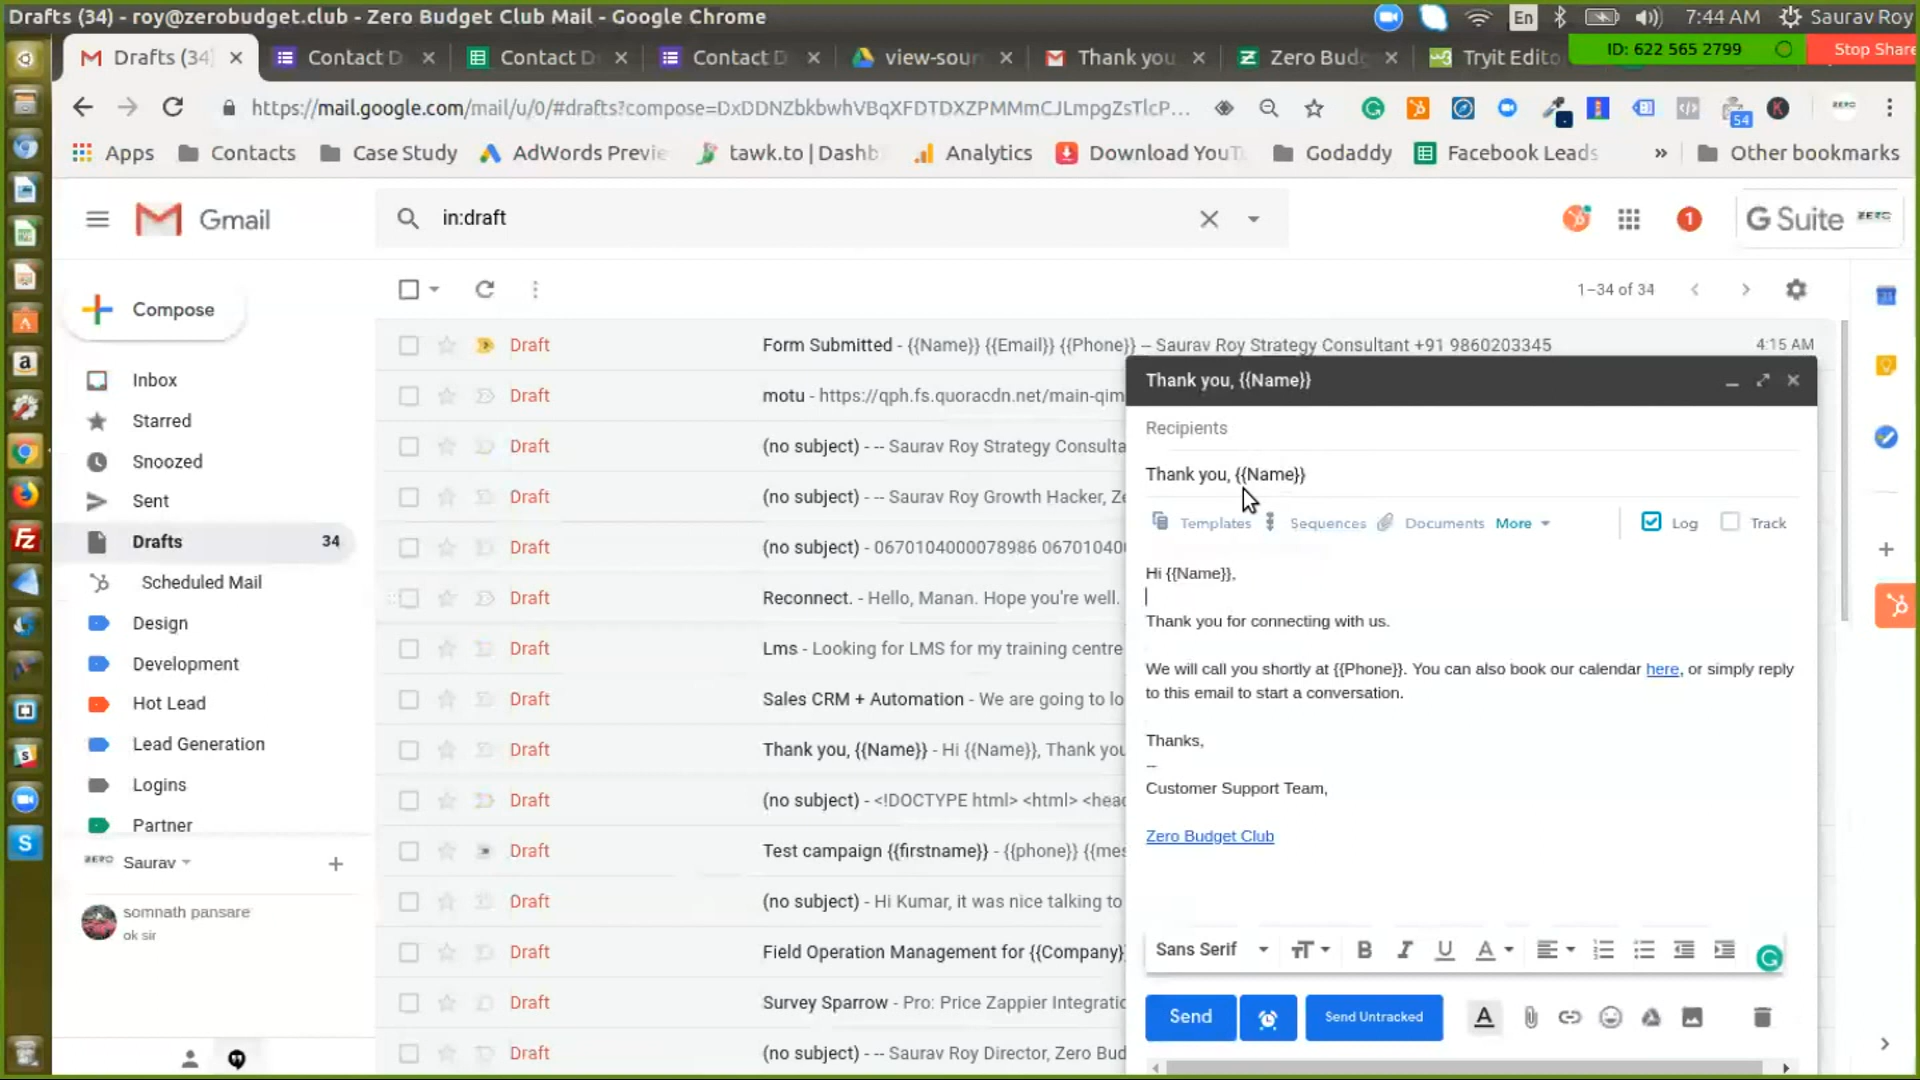 Drafts (34) - roy@zerobudget.club - Zero Budget Club Mail - Google Chrome
En
7:44 AM
Saurav Roy
Drafts (34)
Contact D
Contact D
Contact D
view-sour
Thank you
Zero Budg
Tryit Edito
ID: 622 565 2799
Stop Share
https://mail.google.com/mail/u/0/#drafts?compose=DxDDNZbkbwhVBqXFDTDXZPMMmCJLmpgZsTlcP...
54
Apps
Contacts
Case Study
AdWords Previe
tawk.to | Dashb
Analytics
Download YouT
Godaddy
Facebook Leads
»
Other bookmarks
Gmail
in:draft
1
G Suite
ZERO
Compose
1–34 of 34
Inbox
Starred
Snoozed
Sent
Drafts
34
Scheduled Mail
Design
Development
Hot Lead
Lead Generation
Logins
Partner
ZERO
Saurav
somnath pansare
ok sir
Draft
Form Submitted - {{Name}} {{Email}} {{Phone}} -- Saurav Roy Strategy Consultant +91 9860203345
4:15 AM
Draft
motu - https://qph.fs.quoracdn.net/main-qim
Draft
(no subject) - -- Saurav Roy Strategy Consulta
Draft
(no subject) - -- Saurav Roy Growth Hacker, Ze
Draft
(no subject) - 0670104000078986 06701040
Draft
Reconnect. - Hello, Manan. Hope you're well.
Draft
Lms - Looking for LMS for my training centre
Draft
Sales CRM + Automation - We are going to lo
Draft
Thank you, {{Name}} - Hi {{Name}}, Thank you
Draft
(no subject) - <!DOCTYPE html> <html> <head
Draft
Test campaign {{firstname}} - {{phone}} {{mes
Draft
(no subject) - Hi Kumar, it was nice talking to
Draft
Field Operation Management for {{Company}
Draft
Survey Sparrow - Pro: Price Zappier Integratio
Draft
(no subject) - -- Saurav Roy Director, Zero Bud
Thank you, {{Name}}
Recipients
Thank you, {{Name}}
Templates
Sequences
Documents
More
Log
Track
Hi {{Name}},
Thank you for connecting with us.
We will call you shortly at {{Phone}}. You can also book our calendar here, or simply reply
to this email to start a conversation.
Thanks,
--
Customer Support Team,
Zero Budget Club
Sans Serif
B
I
U
A
Send
Send Untracked
A